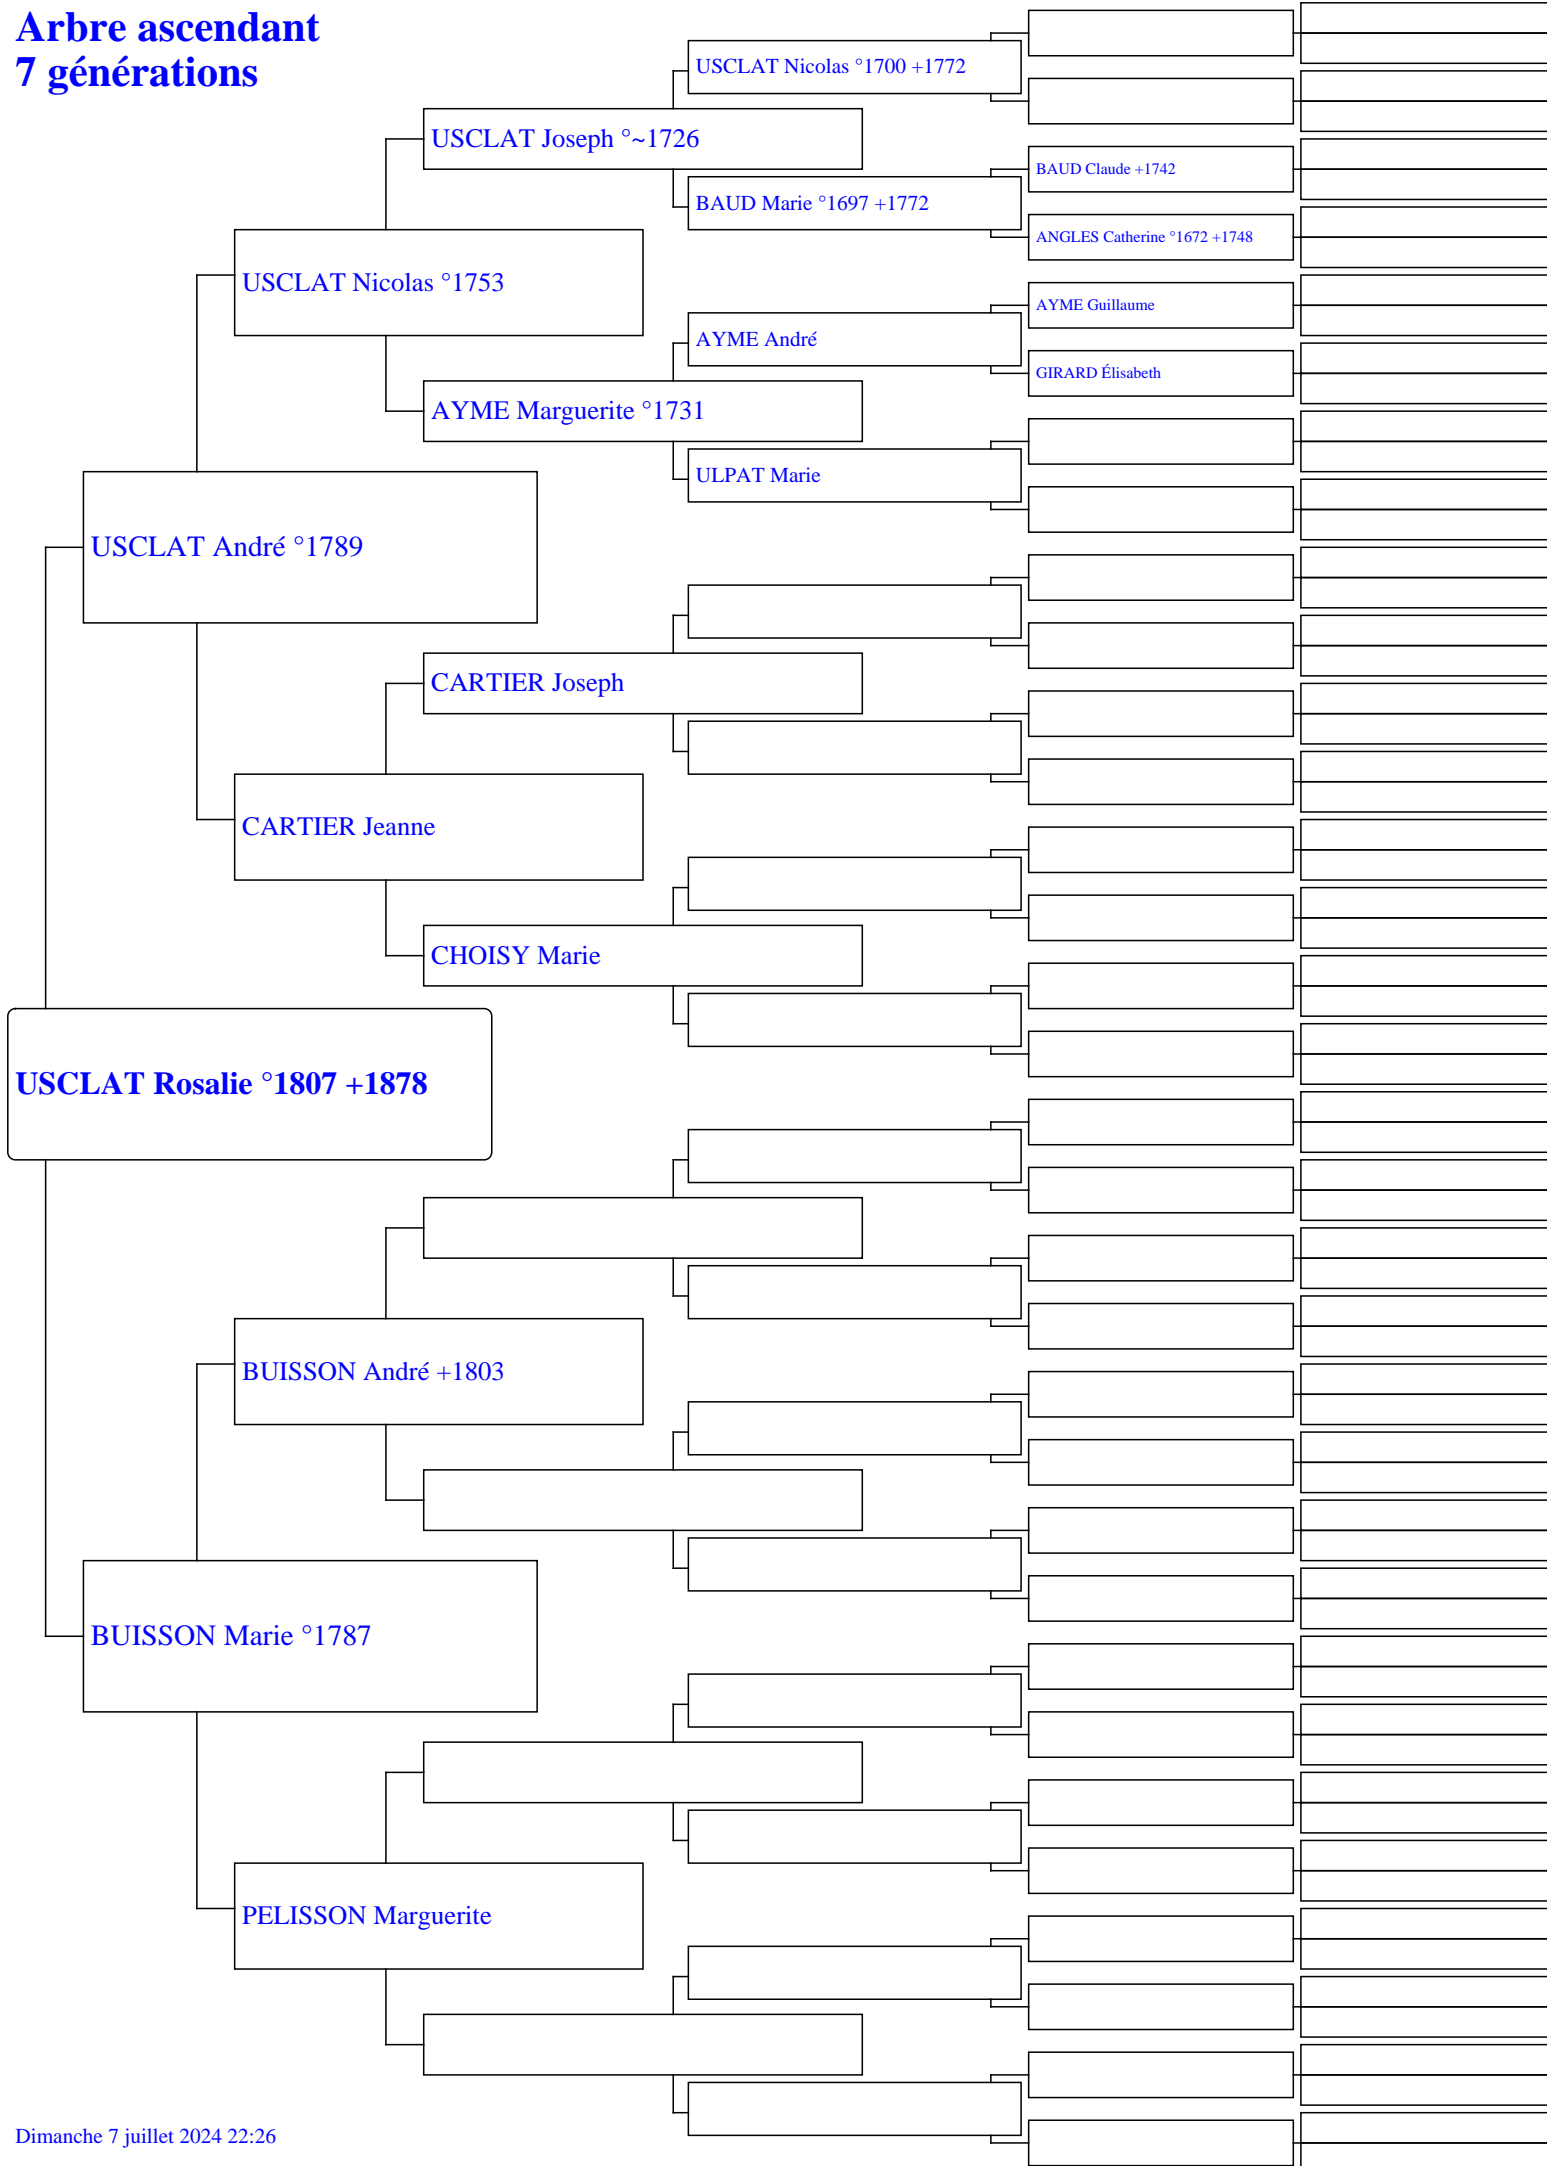 Arbre ascendant
7 générations
USCLAT Nicolas °1700 +1772
USCLAT Joseph °~1726
BAUD Claude +1742
BAUD Marie °1697 +1772
ANGLES Catherine °1672 +1748
USCLAT Nicolas °1753
AYME Guillaume
AYME André
GIRARD Élisabeth
AYME Marguerite °1731
ULPAT Marie
USCLAT André °1789
CARTIER Joseph
CARTIER Jeanne
CHOISY Marie
USCLAT Rosalie °1807 +1878
BUISSON André +1803
BUISSON Marie °1787
PELISSON Marguerite
Dimanche 7 juillet 2024 22:26